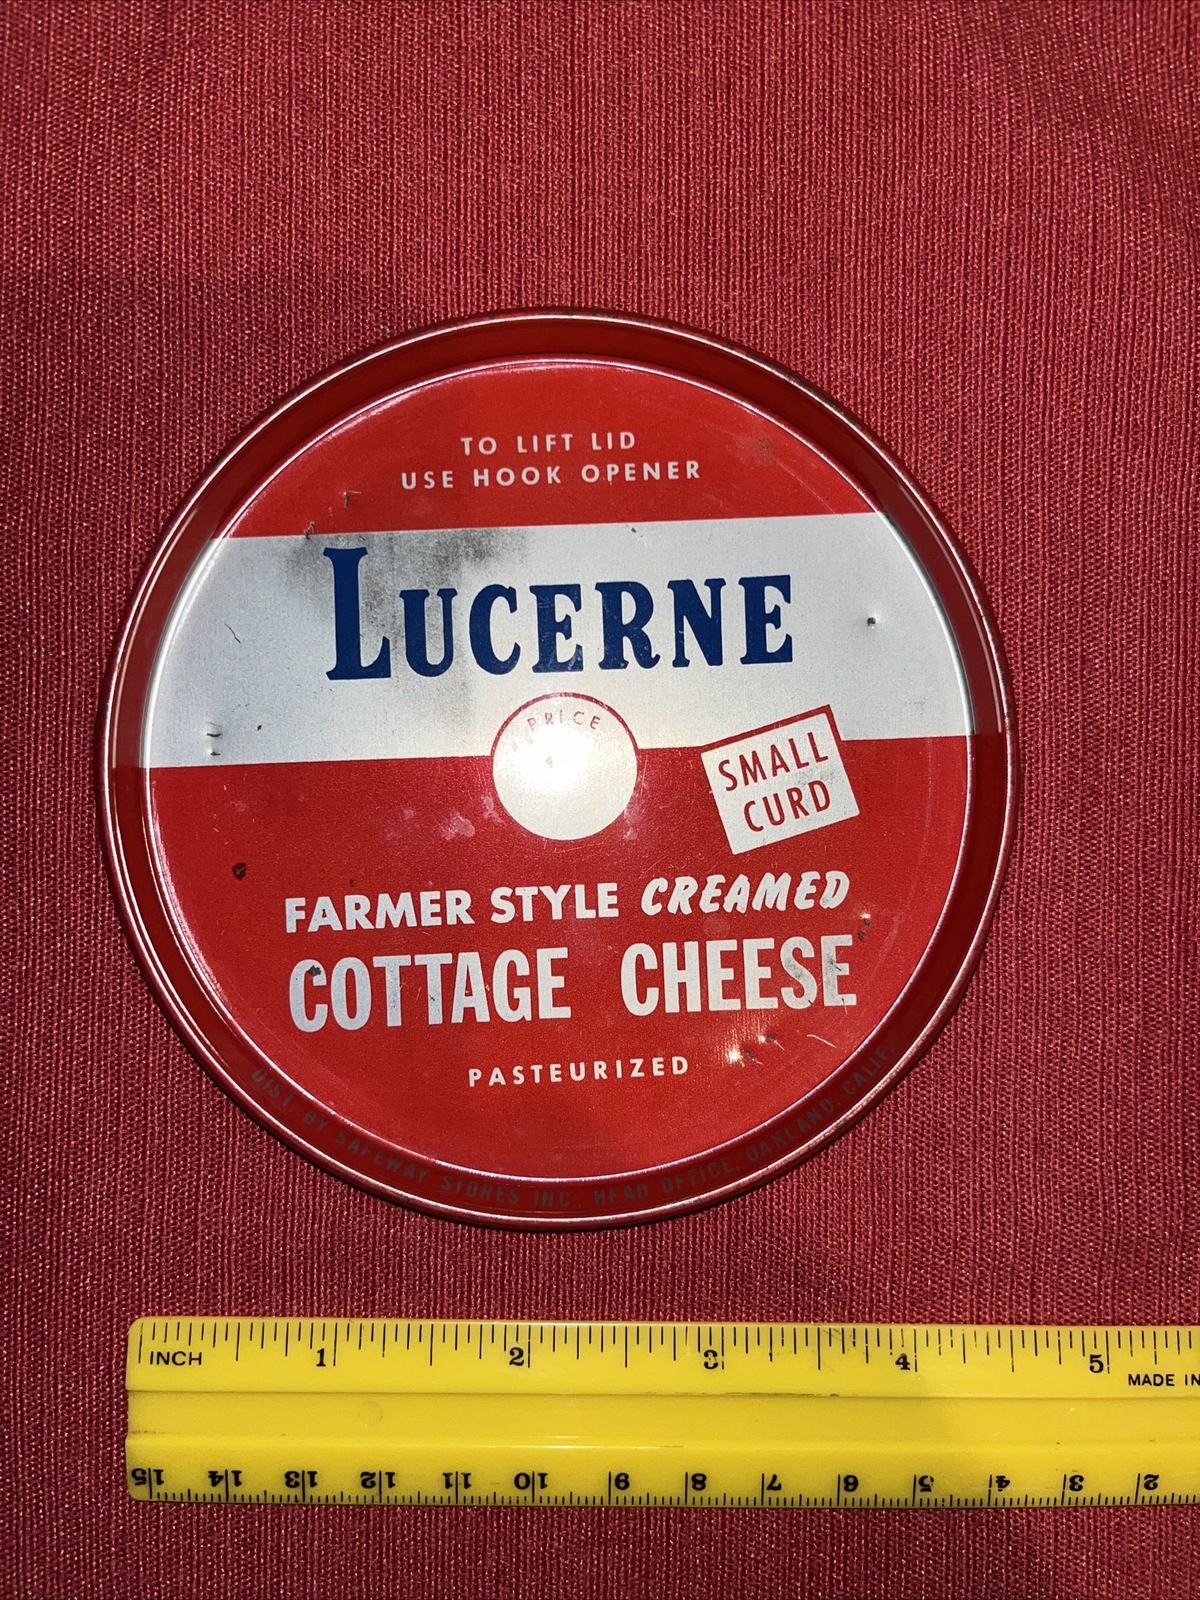 TO LIFT LID
USE HOOK OPENER
LUCERNE
PRICE
SMALL
CURD
FARMER STYLE CREAMED
COTTAGE CHEESE
PASTEURIZED
DIST. BY SAFEWAY STORES INC., HEAD OFFICE, OAKLAND, CALIF.
INCH 1 2 3 4 5
MADE IN
15 14 13 12 11 10 9 8 7 6 5 4 3 2